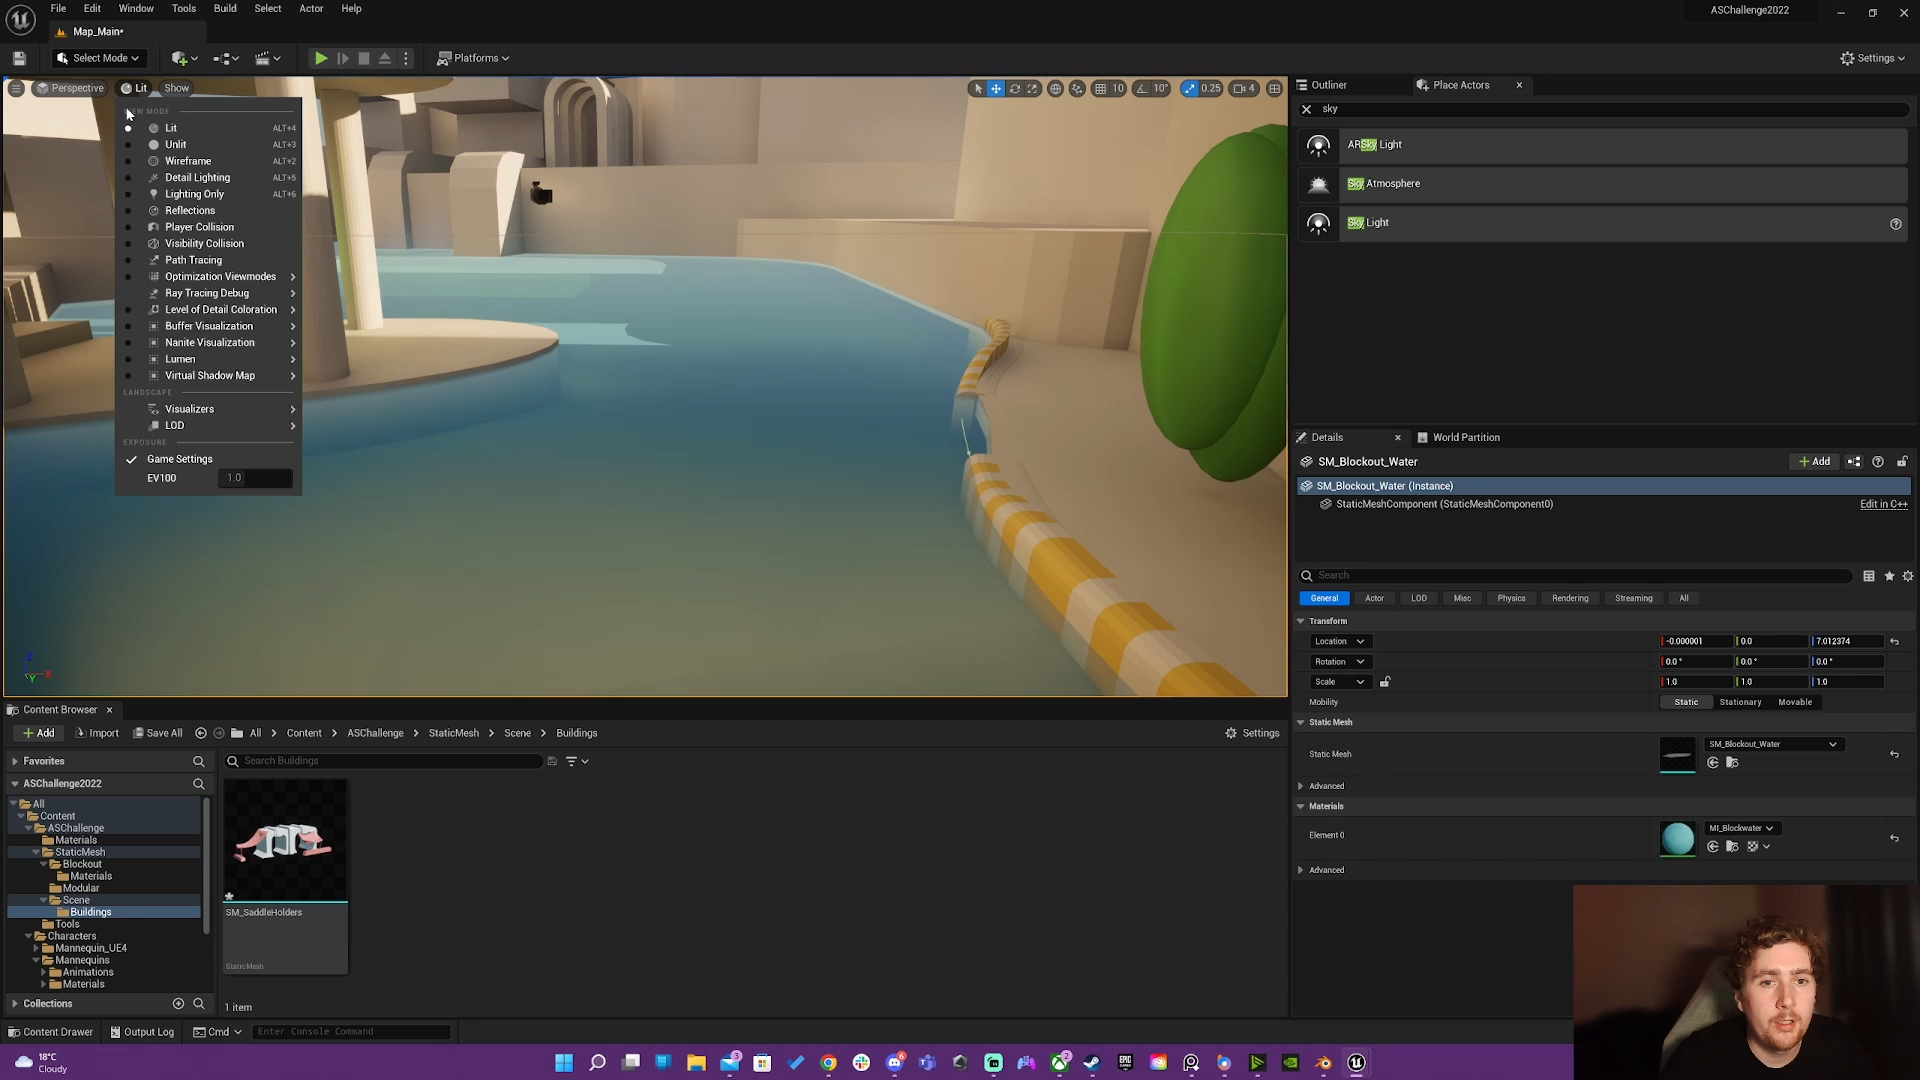 File Edit Window Tools Build Select Actor Help
ASChallenge2022
Map_Main•
Select Mode
Platforms
Settings
Perspective Lit Show
10 10° 0.25 4
Lit ALT+4
Unlit ALT+3
Wireframe ALT+2
Detail Lighting ALT+5
Lighting Only ALT+6
Reflections
Player Collision
Visibility Collision
Path Tracing
Optimization Viewmodes
Ray Tracing Debug
Level of Detail Coloration
Buffer Visualization
Nanite Visualization
Lumen
Virtual Shadow Map
LANDSCAPE
Visualizers
LOD
EXPOSURE
Game Settings
EV100 1.0
Outliner Place Actors
sky
ARSky Light
Sky Atmosphere
Sky Light
Details World Partition
SM_Blockout_Water
Add
SM_Blockout_Water (Instance)
StaticMeshComponent (StaticMeshComponent0) Edit in C++
Search
General Actor LOD Misc Physics Rendering Streaming All
Transform
Location -0.000001 0.0 7.012374
Rotation 0.0° 0.0° 0.0°
Scale 1.0 1.0 1.0
Mobility Static Stationary Movable
Static Mesh
Static Mesh SM_Blockout_Water
Advanced
Materials
Element 0 MI_Blockwater
Advanced
Content Browser
Add Import Save All All Content ASChallenge StaticMesh Scene Buildings Settings
Favorites
Search Buildings
ASChallenge2022
All
Content
ASChallenge
Materials
StaticMesh
Blockout
Materials
Modular
Scene
Buildings
Tools
Characters
Mannequin_UE4
Mannequins
Animations
Materials
Collections
SM_SaddleHolders
Static Mesh
1 item
Content Drawer Output Log Cmd Enter Console Command
18°C
Cloudy